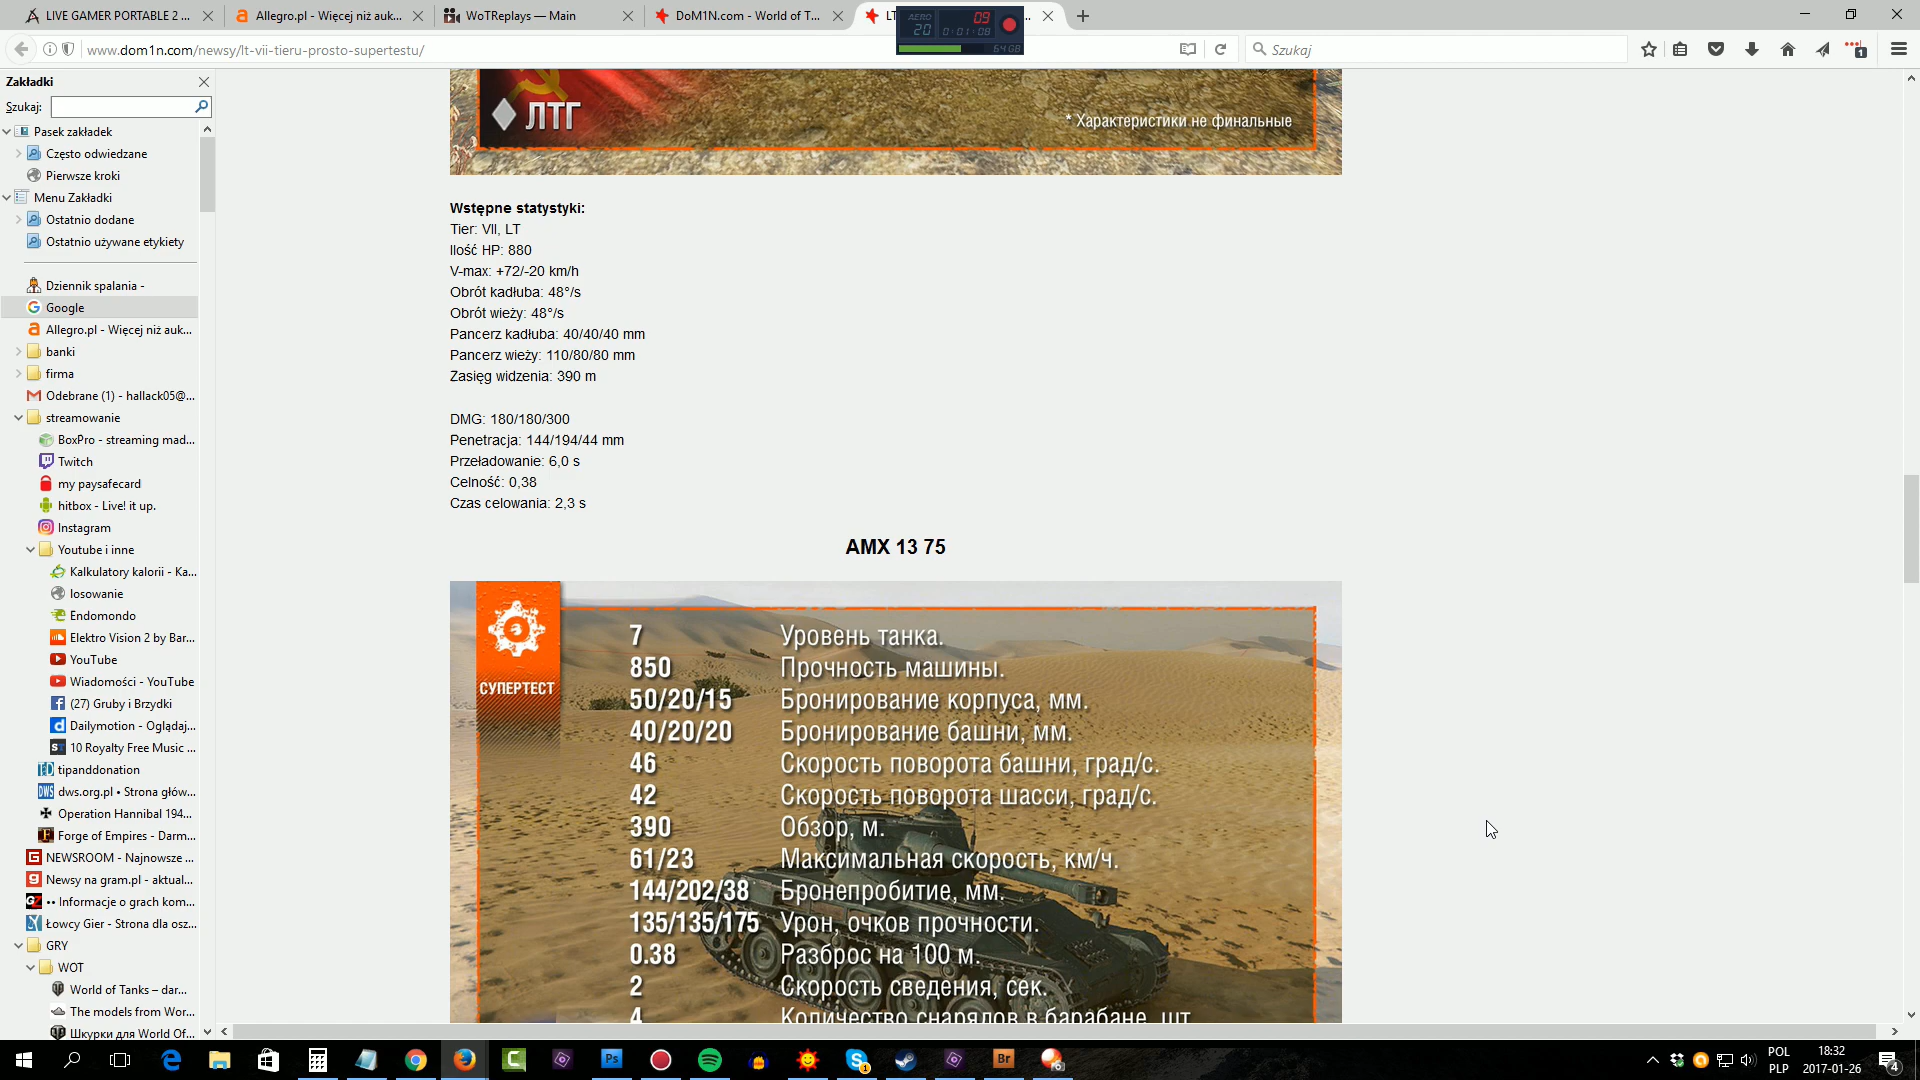 LIVE GAMER PORTABLE 2 ...
Allegro.pl - Więcej niż auk...
WoTReplays — Main
DoM1N.com - World of T...
LT
AERO
20
09
0:01:08
64GB
www.dom1n.com/newsy/lt-vii-tieru-prosto-supertestu/
Szukaj
Zakładki
Szukaj:
Pasek zakładek
Często odwiedzane
Pierwsze kroki
Menu Zakładki
Ostatnio dodane
Ostatnio używane etykiety
Dziennik spalania -
Google
Allegro.pl - Więcej niż auk...
banki
firma
Odebrane (1) - hallack05@...
streamowanie
BoxPro - streaming mad...
Twitch
my paysafecard
hitbox - Live! it up.
Instagram
Youtube i inne
Kalkulatory kalorii - Ka...
losowanie
Endomondo
Elektro Vision 2 by Bar...
YouTube
Wiadomości - YouTube
(27) Gruby i Brzydki
Dailymotion - Oglądaj...
10 Royalty Free Music ...
tipanddonation
dws.org.pl • Strona głów...
Operation Hannibal 194...
Forge of Empires - Darm...
NEWSROOM - Najnowsze ...
Newsy na gram.pl - aktual...
•• Informacje o grach kom...
Łowcy Gier - Strona dla osz...
GRY
WOT
World of Tanks – dar...
The models from Wor...
Шкурки для World Of...
ЛТГ
* Характеристики не финальные
Wstępne statystyki:
Tier: VII, LT
Ilość HP: 880
V-max: +72/-20 km/h
Obrót kadłuba: 48°/s
Obrót wieży: 48°/s
Pancerz kadłuba: 40/40/40 mm
Pancerz wieży: 110/80/80 mm
Zasięg widzenia: 390 m
DMG: 180/180/300
Penetracja: 144/194/44 mm
Przeładowanie: 6,0 s
Celność: 0,38
Czas celowania: 2,3 s
AMX 13 75
СУПЕРТЕСТ
7 Уровень танка.
850 Прочность машины.
50/20/15 Бронирование корпуса, мм.
40/20/20 Бронирование башни, мм.
46 Скорость поворота башни, град/с.
42 Скорость поворота шасси, град/с.
390 Обзор, м.
61/23 Максимальная скорость, км/ч.
144/202/38 Бронепробитие, мм.
135/135/175 Урон, очков прочности.
0.38 Разброс на 100 м.
2 Скорость сведения, сек.
4 Количество снарядов в барабане, шт
POL
PLP
18:32
2017-01-26